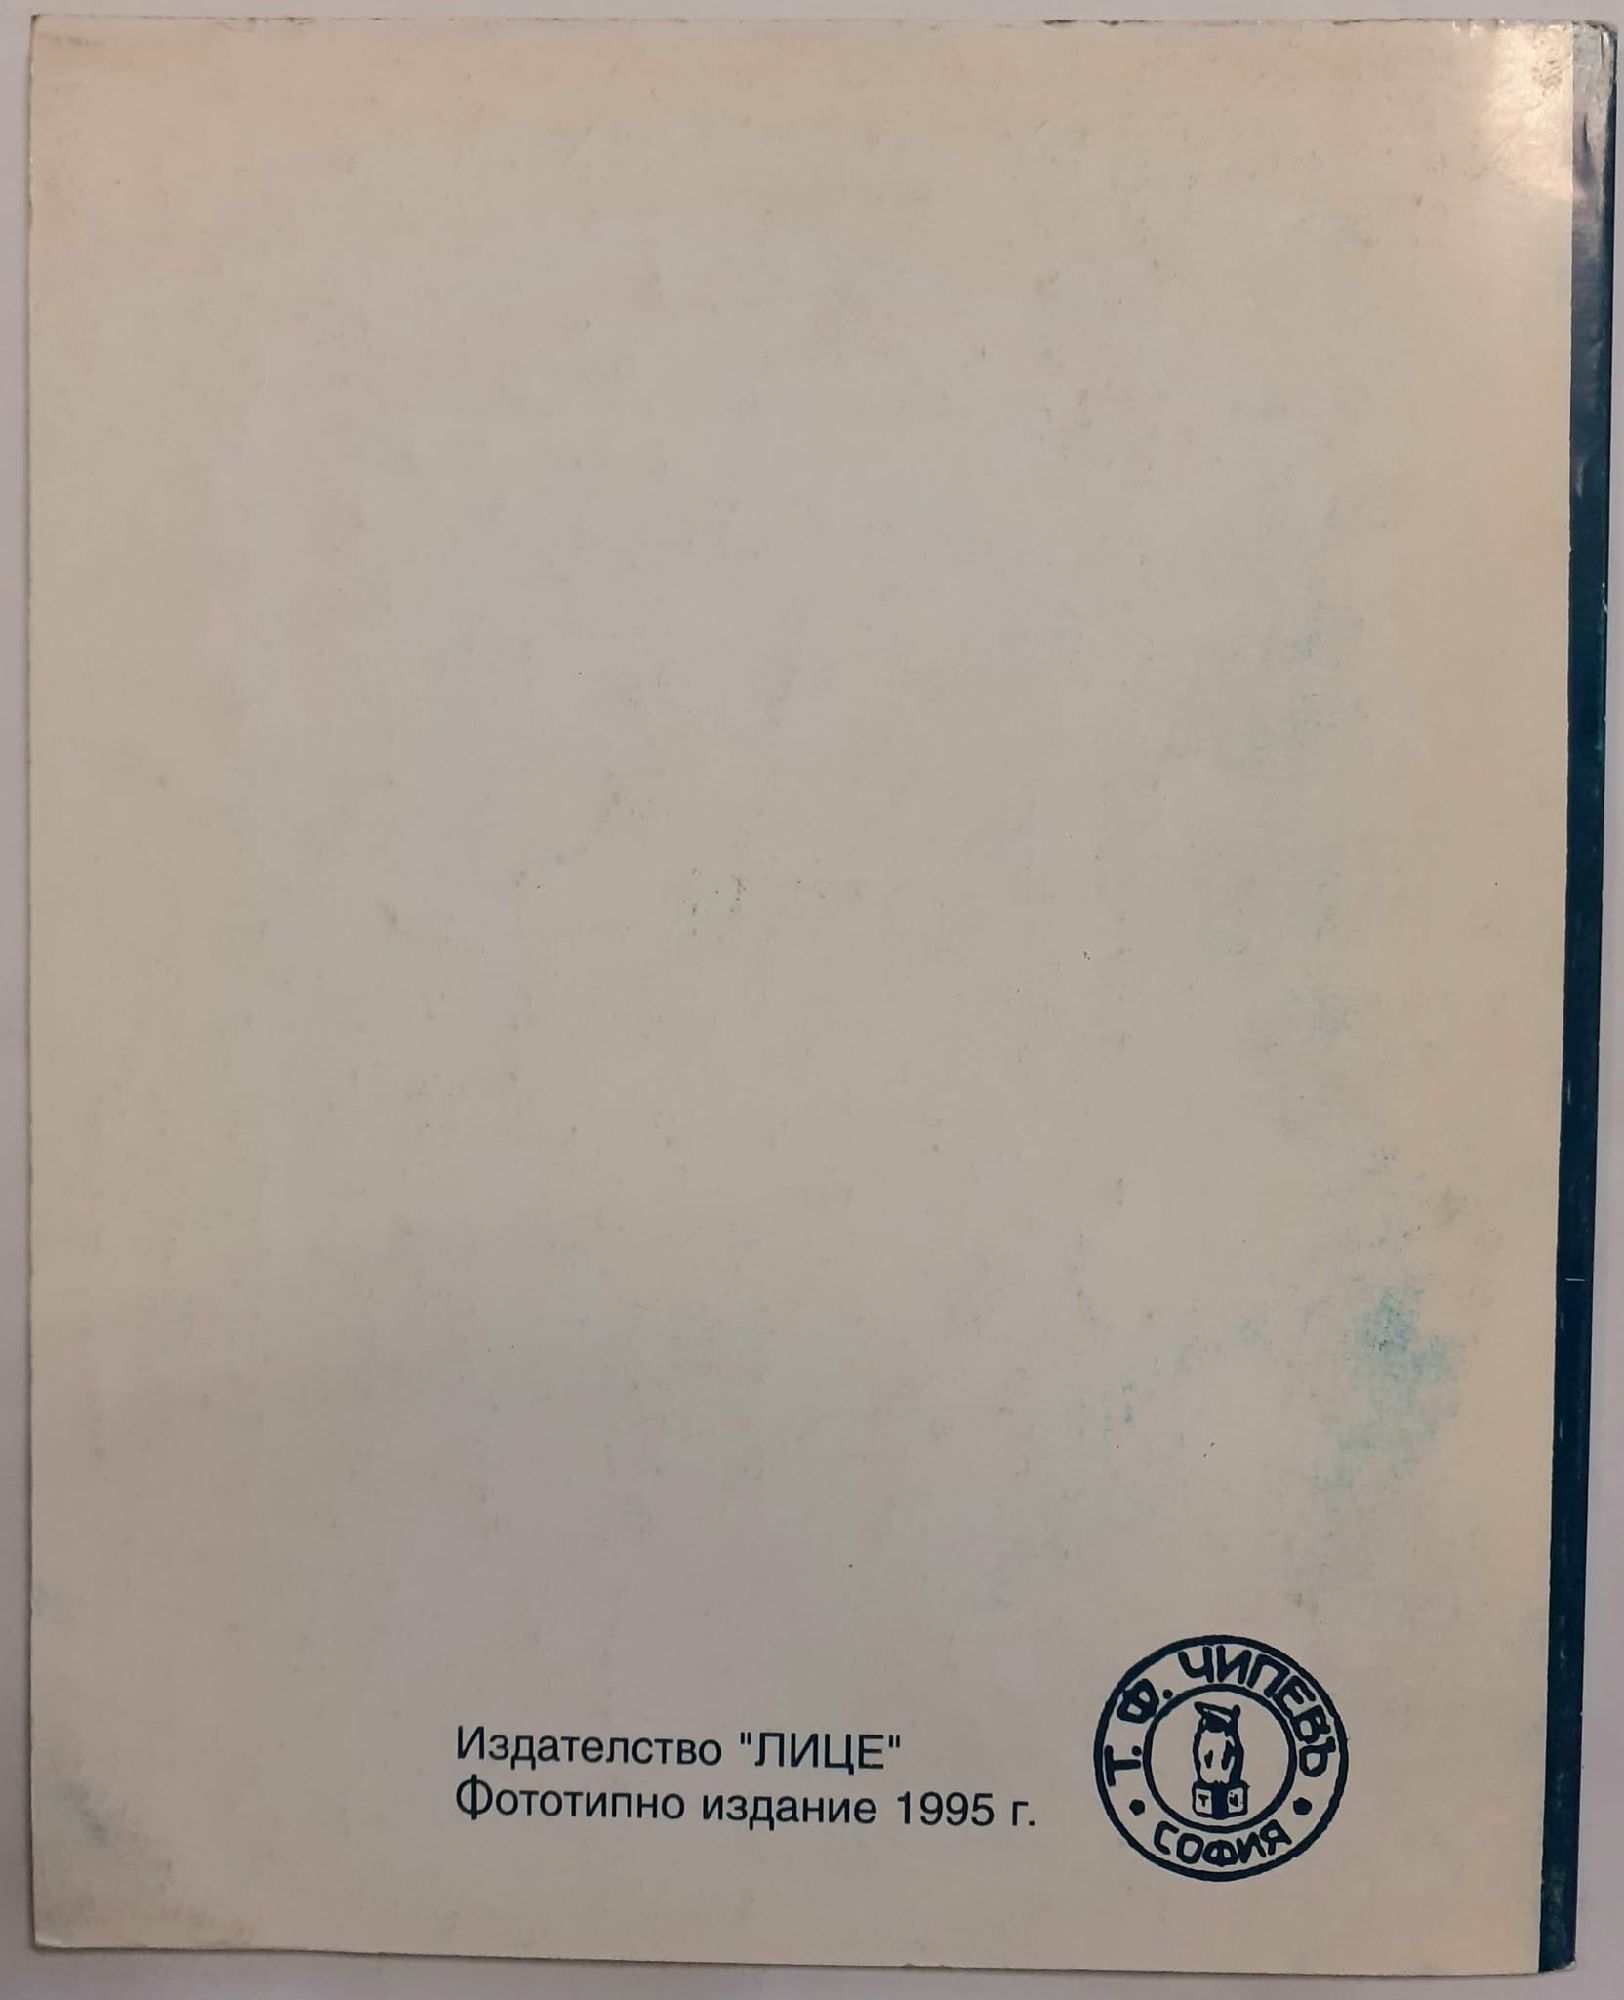 Издателство "ЛИЦЕ"
Фототипно издание 1995 г.
Т. Ф. ЧИПЕВЪ
• СОФИЯ •